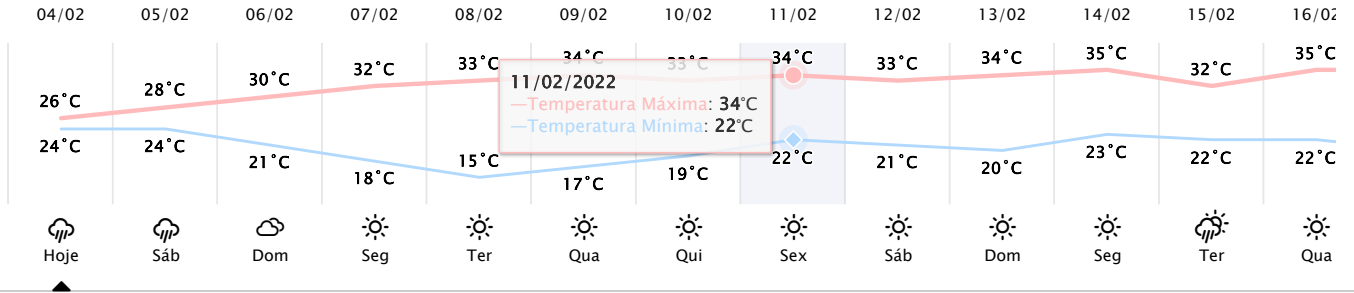 04/02 05/02 06/02 07/02 08/02 09/02 10/02 11/02 12/02 13/02 14/02 15/02 16/02
26°C 28°C 30°C 32°C 33°C 34°C 33°C 34°C 33°C 34°C 35°C 32°C 35°C
11/02/2022
Temperatura Máxima: 34°C
Temperatura Mínima: 22°C
24°C 24°C 21°C 18°C 15°C 17°C 19°C 22°C 21°C 20°C 23°C 22°C 22°C
Hoje Sáb Dom Seg Ter Qua Qui Sex Sáb Dom Seg Ter Qua